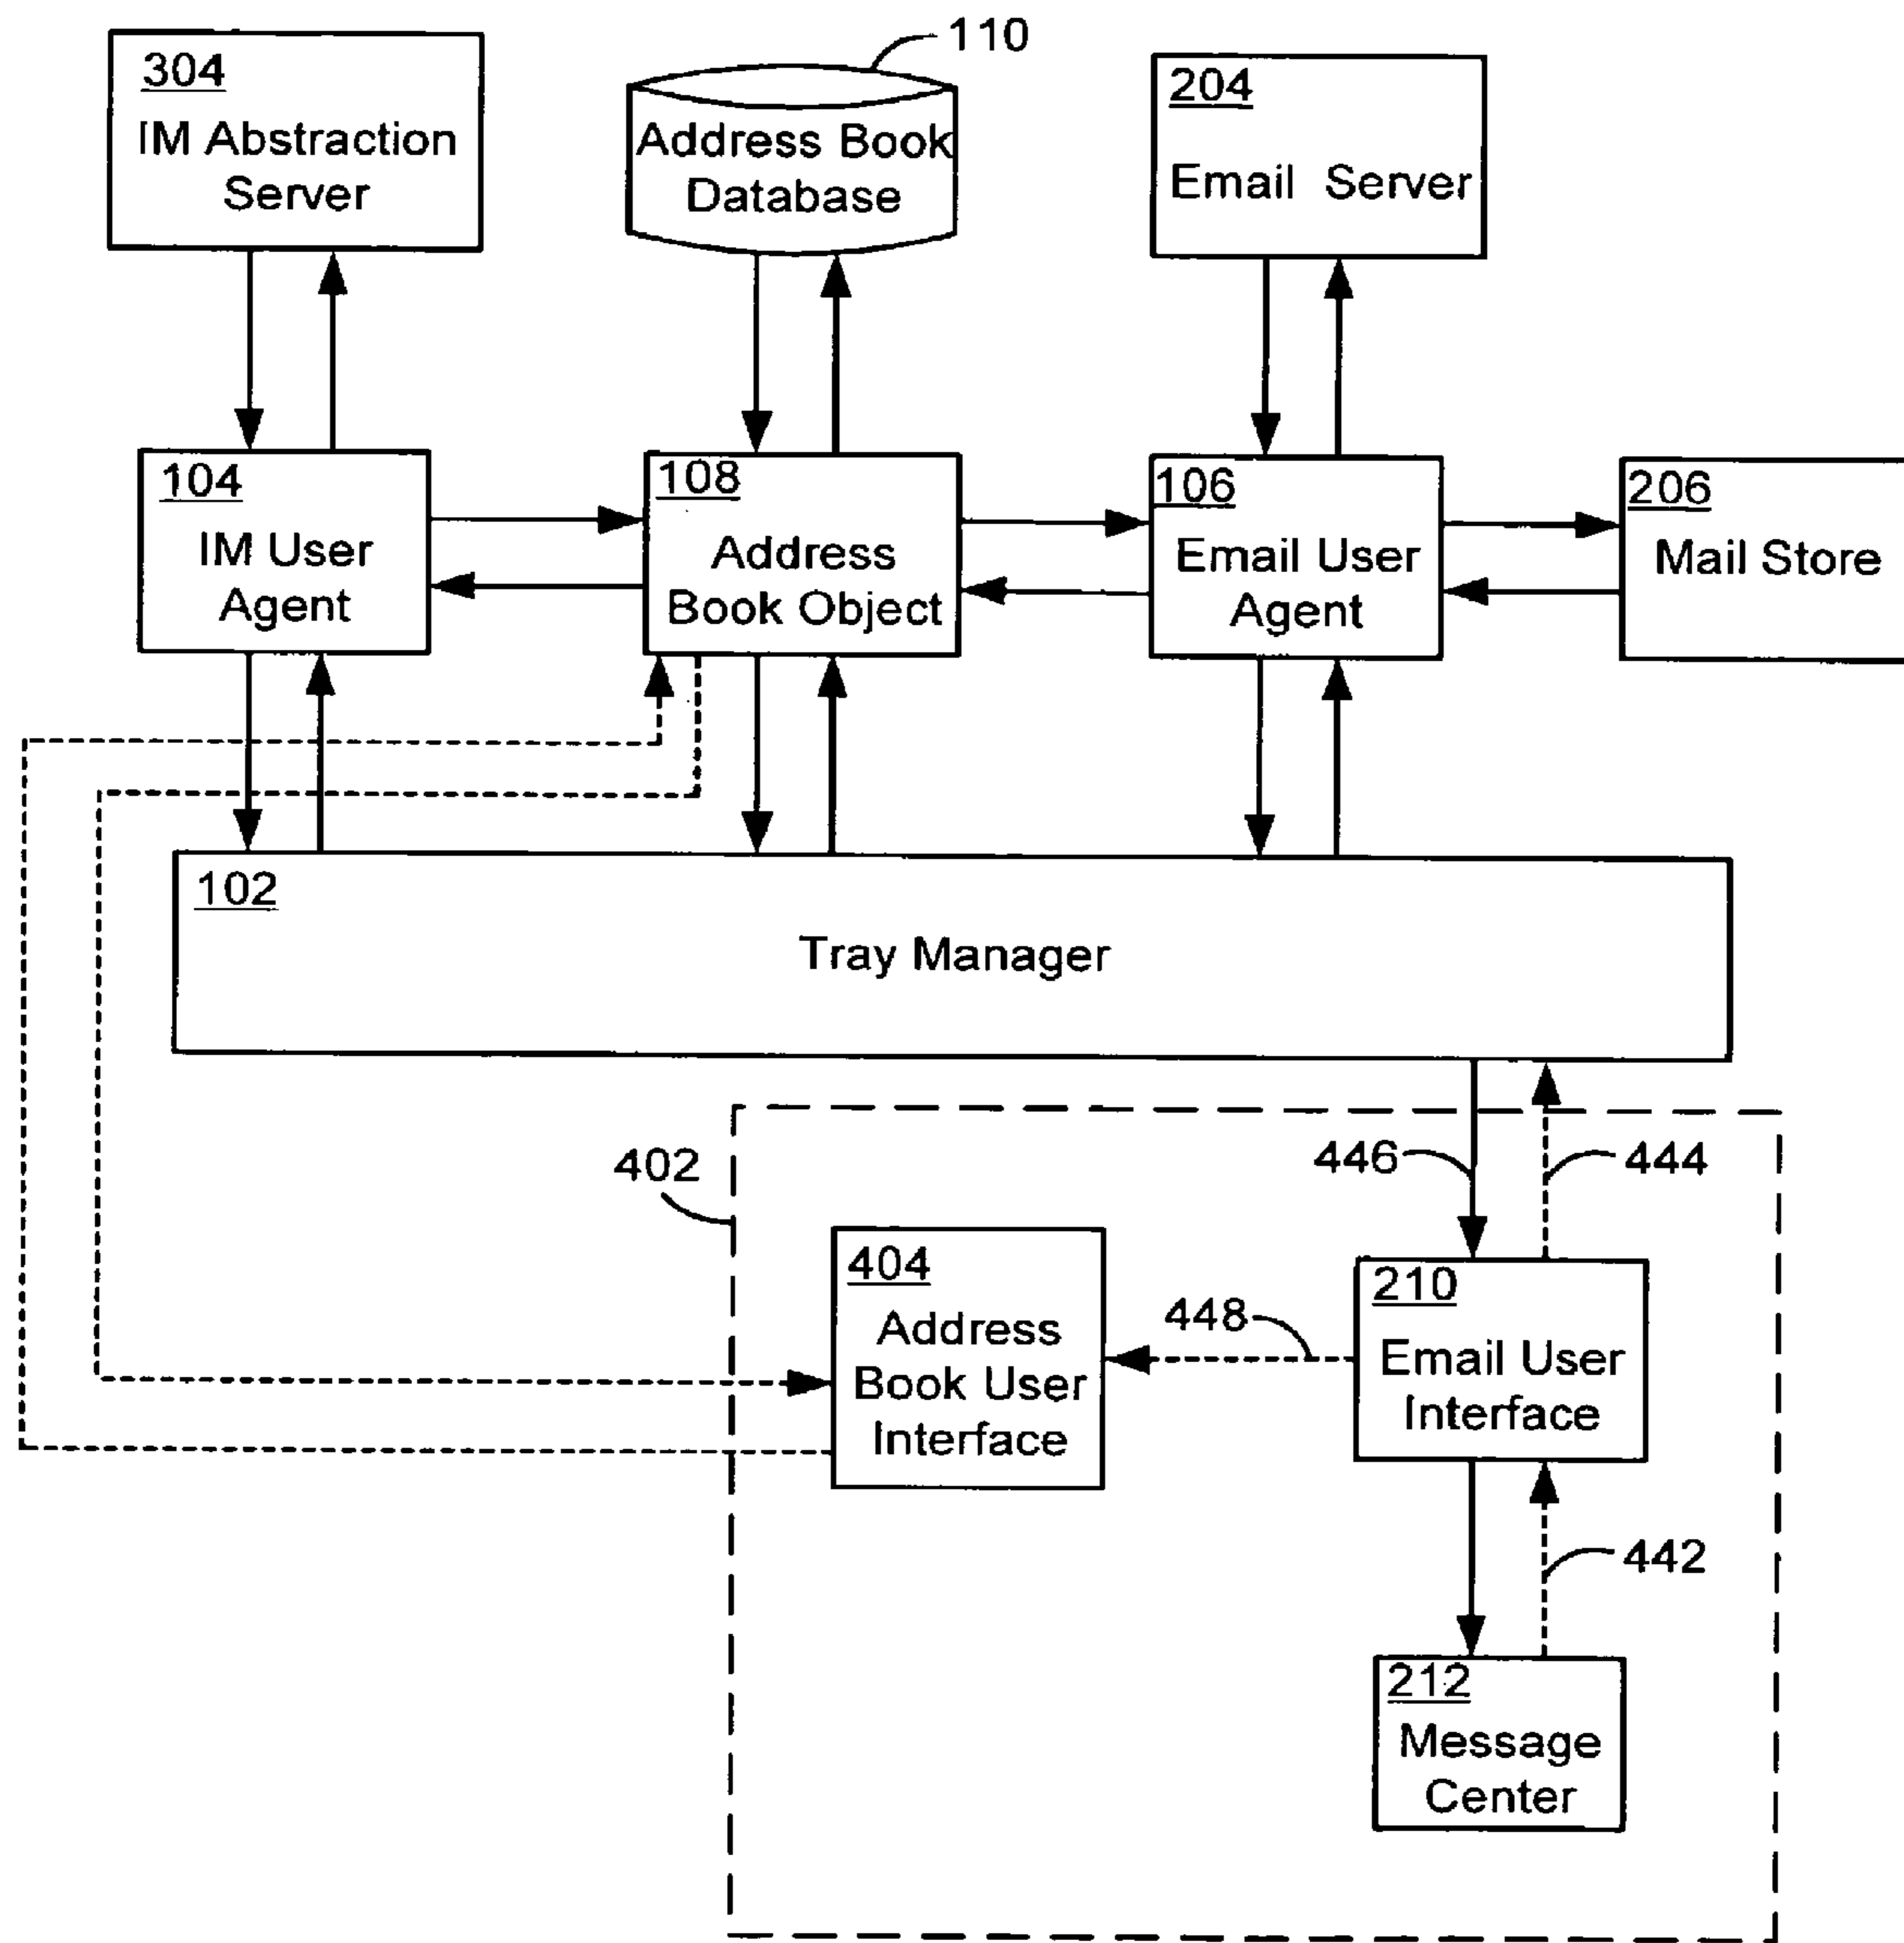 110
304
IM Abstraction
Server
Address Book
Database
204
Email Server
104
IM User
Agent
108
Address
Book Object
106
Email User
Agent
206
Mail Store
102
Tray Manager
402
446
444
404
Address
Book User
Interface
448
210
Email User
Interface
442
212
Message
Center